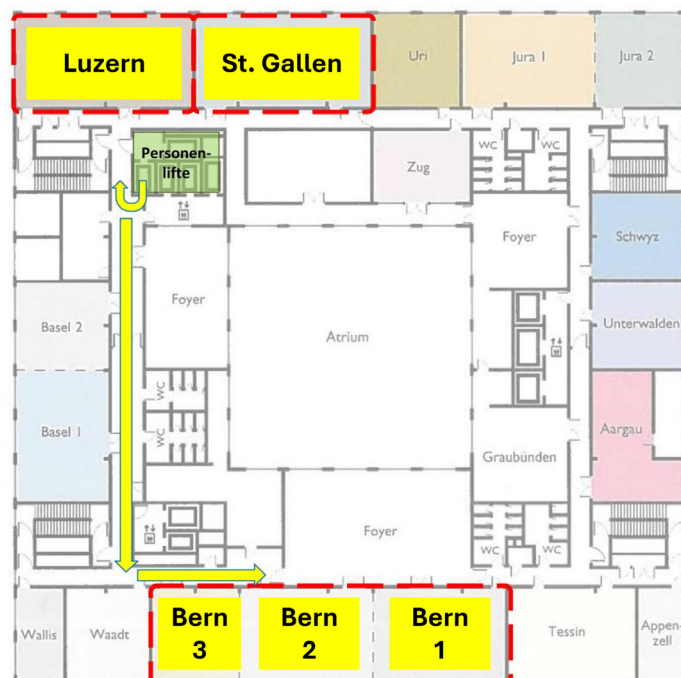 Luzern
St. Gallen
Uri
Jura 1
Jura 2
Personen-
lifte
WC
WC
Zug
Foyer
Schwyz
Foyer
Basel 2
Atrium
Unterwalden
WC
Basel 1
WC
Aargau
Graubünden
Foyer
WC
WC
Wallis
Waadt
Bern
3
Bern
2
Bern
1
Tessin
Appen-
zell